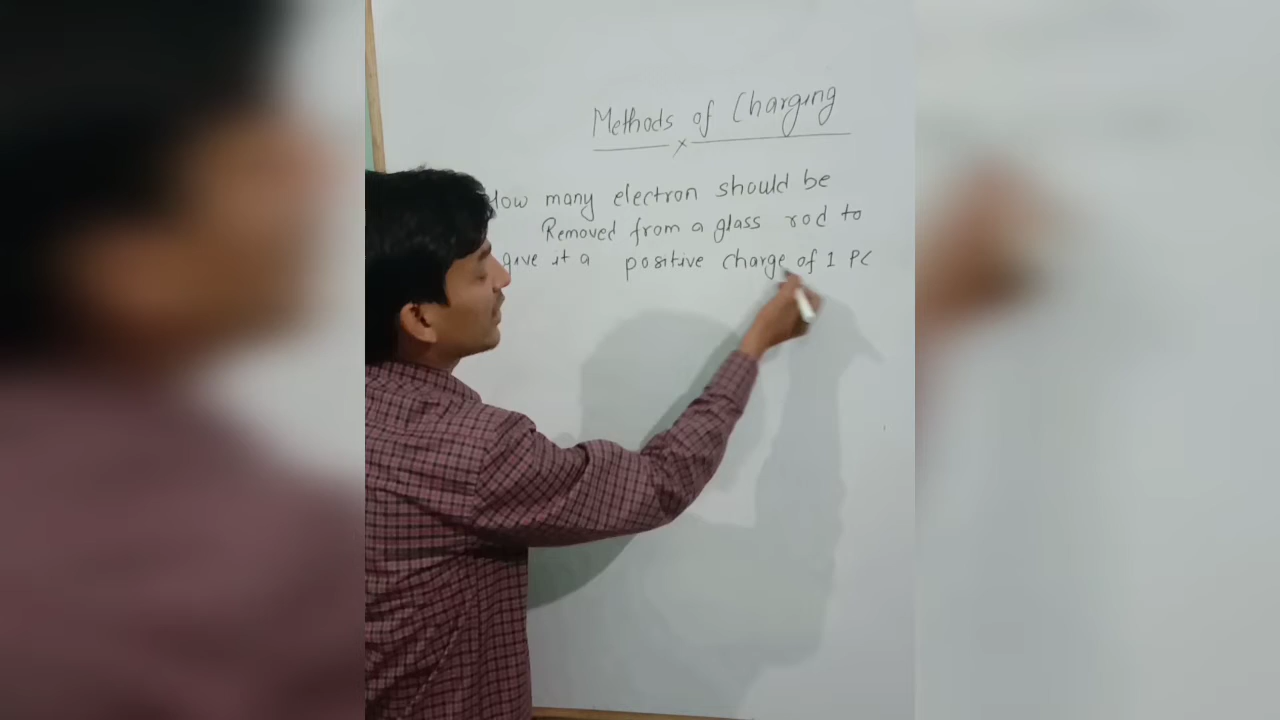 Methods of Charging
x
How many electron should be
Removed from a glass rod to
give it a positive charge of 1 PC